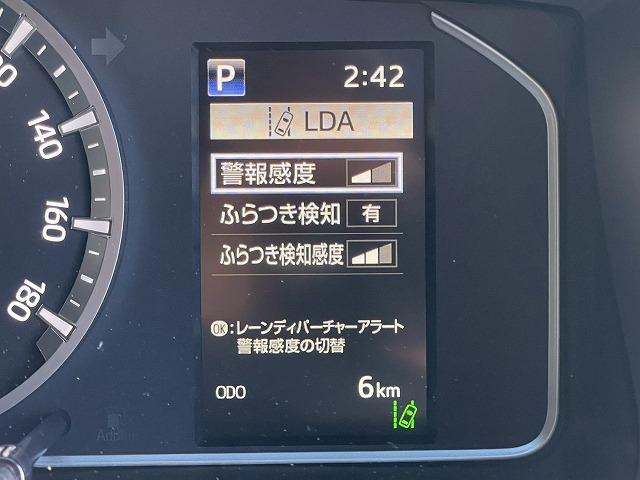 P 2:42
LDA
警報感度
ふらつき検知 有
ふらつき検知感度
OK:レーンディパーチャーアラート
警報感度の切替
ODO 6km
140
160
180